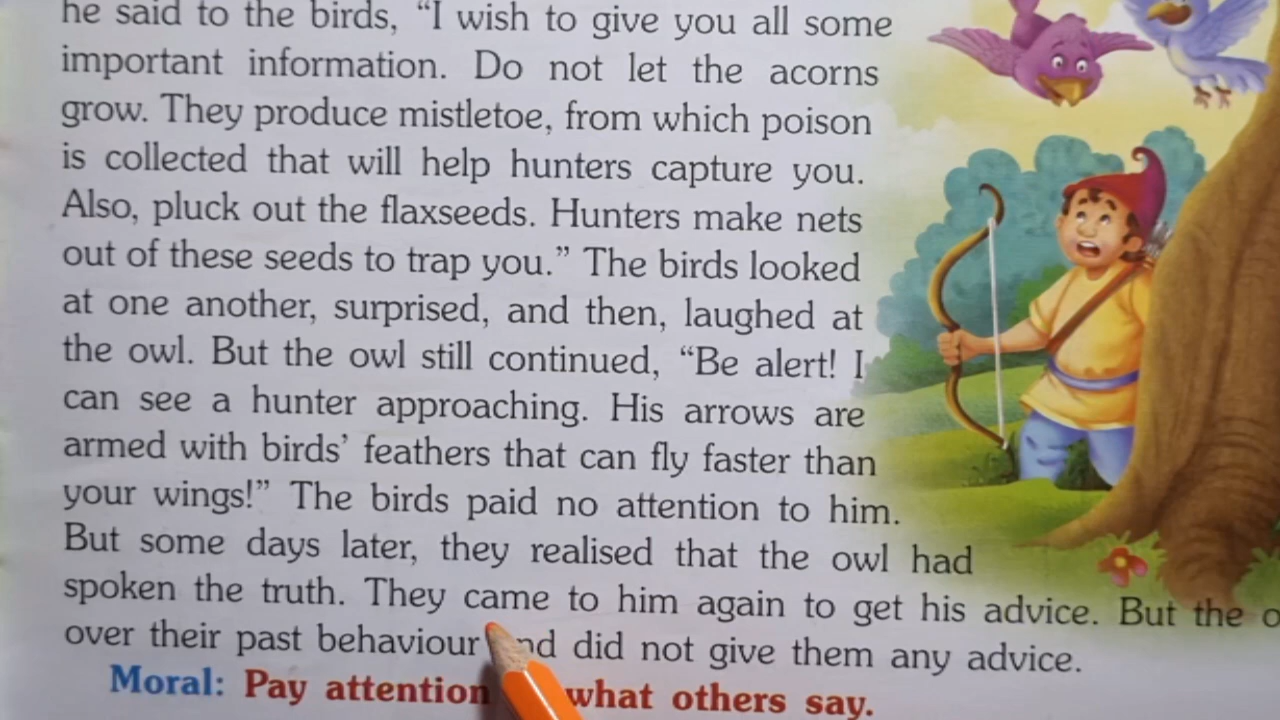 he said to the birds, “I wish to give you all some
important information. Do not let the acorns
grow. They produce mistletoe, from which poison
is collected that will help hunters capture you.
Also, pluck out the flaxseeds. Hunters make nets
out of these seeds to trap you.” The birds looked
at one another, surprised, and then, laughed at
the owl. But the owl still continued, “Be alert! I
can see a hunter approaching. His arrows are
armed with birds’ feathers that can fly faster than
your wings!” The birds paid no attention to him.
But some days later, they realised that the owl had
spoken the truth. They came to him again to get his advice. But the
over their past behaviour did not give them any advice.
Moral: Pay attention what others say.